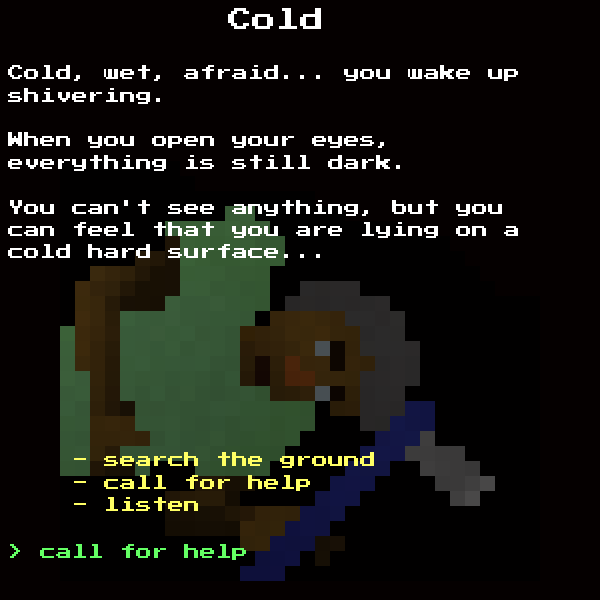 Cold
Cold, wet, afraid... you wake up
shivering.
When you open your eyes,
everything is still dark.
You can't see anything, but you
can feel that you are lying on a
cold hard surface...
- search the ground
- call for help
- listen
> call for help